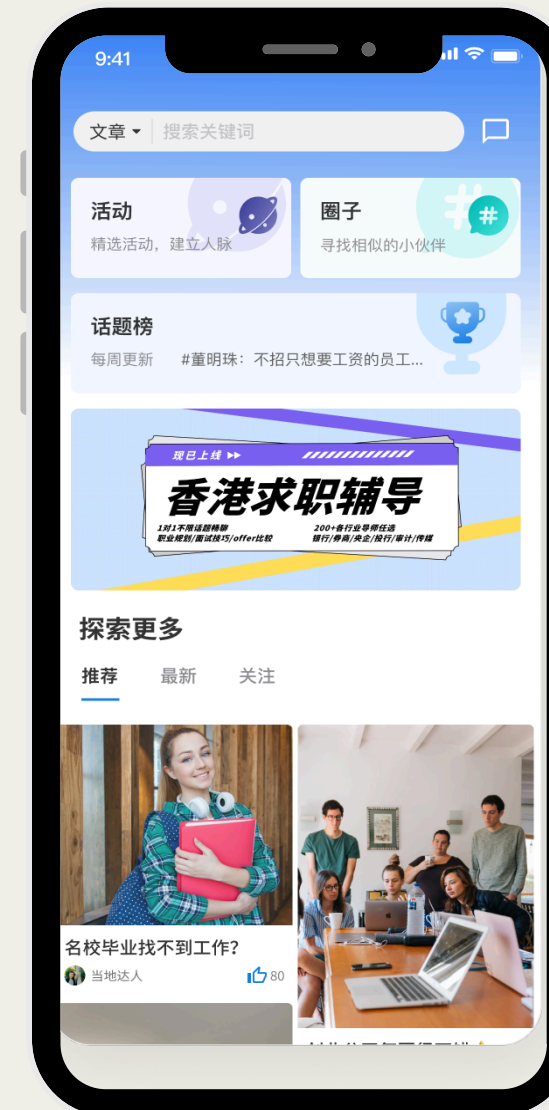 9:41
文章
搜索关键词
活动
精选活动，建立人脉
#
圈子
寻找相似的小伙伴
#
话题榜
每周更新 #董明珠：不招只想要工资的员工...
现已上线
香港求职辅导
1对1不限话题畅聊
职业规划/面试技巧/offer比较
200+各行业导师任选
银行/券商/央企/投行/审计/传媒
探索更多
推荐 最新 关注
名校毕业找不到工作?
当地达人 80